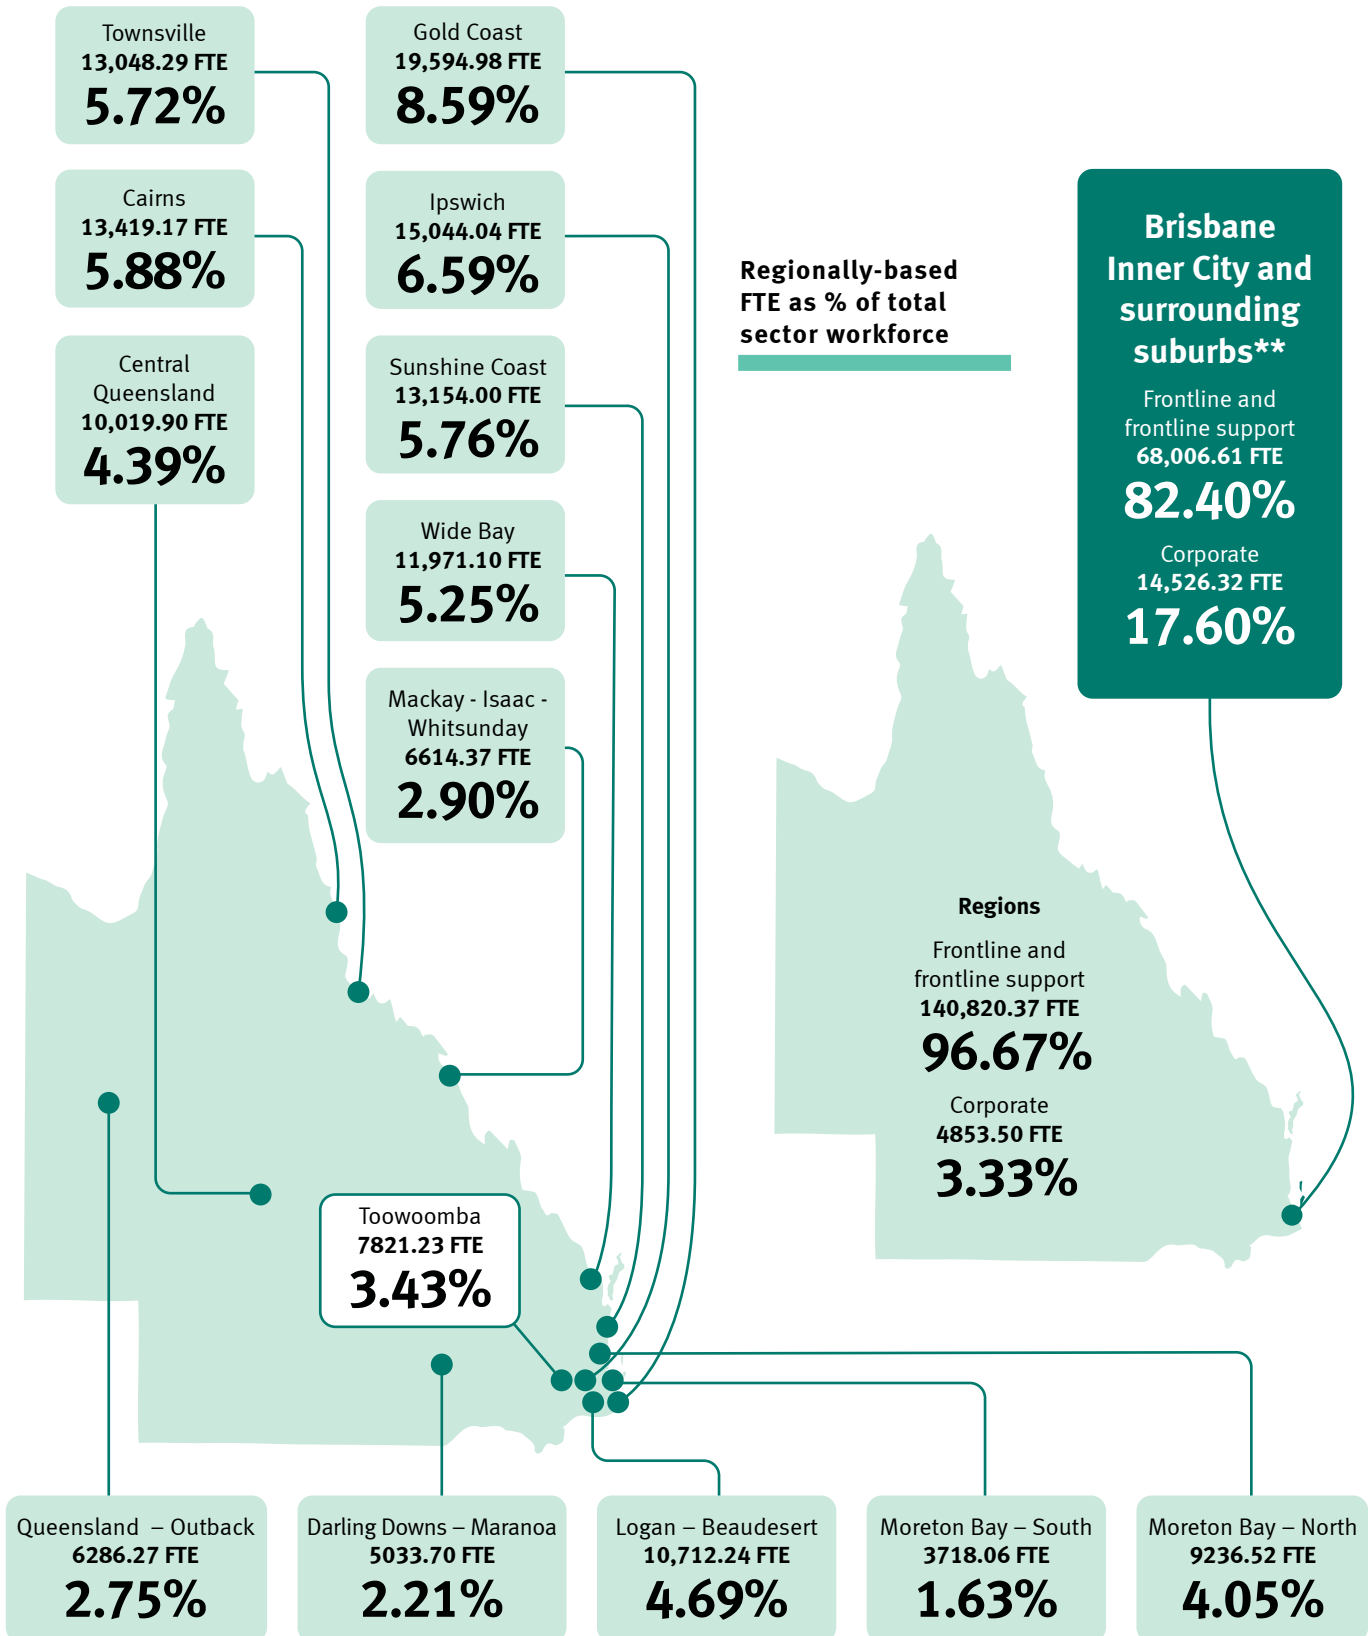 Townsville
13,048.29 FTE
5.72%
Gold Coast
19,594.98 FTE
8.59%
Cairns
13,419.17 FTE
5.88%
Ipswich
15,044.04 FTE
6.59%
Central
Queensland
10,019.90 FTE
4.39%
Sunshine Coast
13,154.00 FTE
5.76%
Wide Bay
11,971.10 FTE
5.25%
Mackay - Isaac -
Whitsunday
6614.37 FTE
2.90%
Regionally-based
FTE as % of total
sector workforce
Brisbane
Inner City and
surrounding
suburbs**
Frontline and
frontline support
68,006.61 FTE
82.40%
Corporate
14,526.32 FTE
17.60%
Regions
Frontline and
frontline support
140,820.37 FTE
96.67%
Corporate
4853.50 FTE
3.33%
Toowoomba
7821.23 FTE
3.43%
Queensland – Outback
6286.27 FTE
2.75%
Darling Downs – Maranoa
5033.70 FTE
2.21%
Logan – Beaudesert
10,712.24 FTE
4.69%
Moreton Bay – South
3718.06 FTE
1.63%
Moreton Bay – North
9236.52 FTE
4.05%